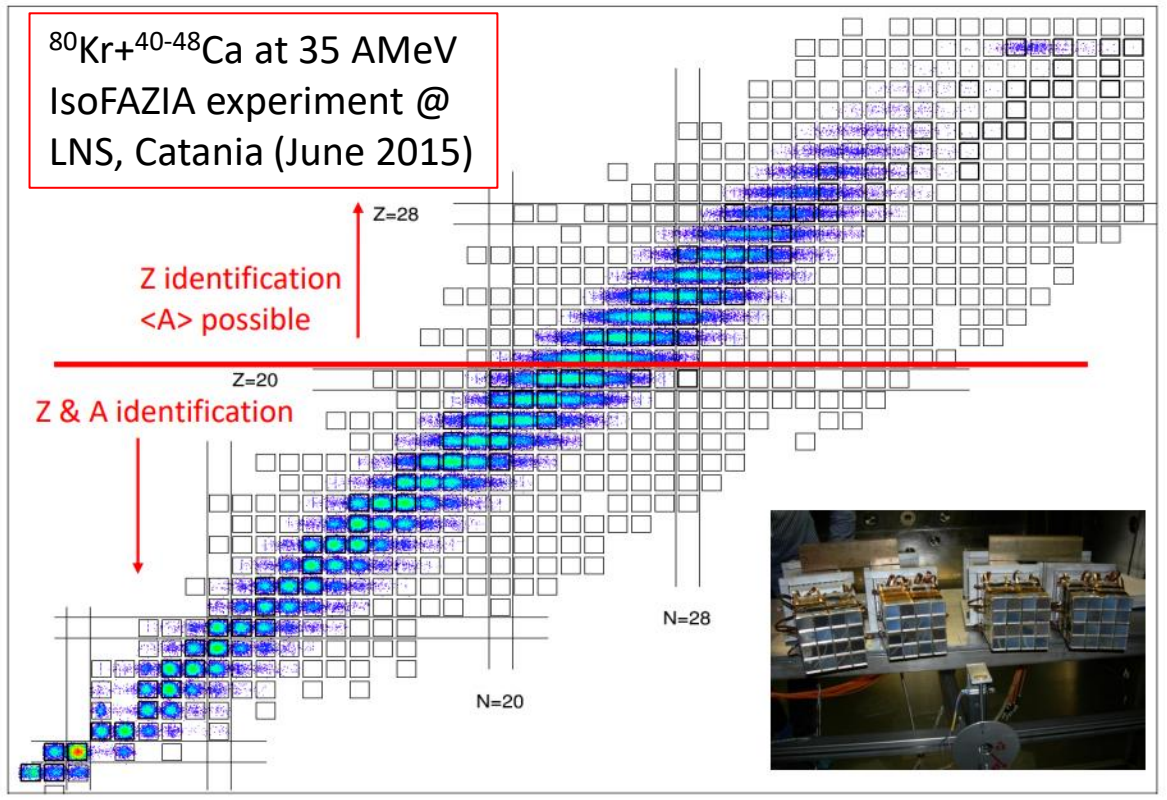 ⁸⁰Kr+⁴⁰⁻⁴⁸Ca at 35 AMeV
IsoFAZIA experiment @
LNS, Catania (June 2015)
Z=28
Z identification
<A> possible
Z=20
Z & A identification
N=28
N=20